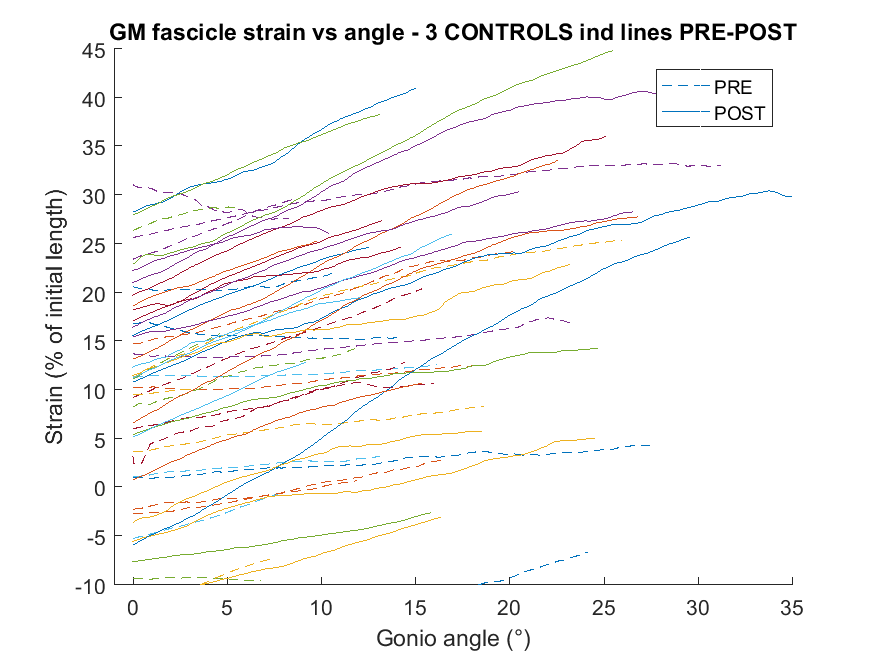 GM fascicle strain vs angle - 3 CONTROLS ind lines PRE-POST
45
40
35
30
25
20
15
10
5
0
-5
-10
Strain (% of initial length)
PRE
POST
0 5 10 15 20 25 30 35
Gonio angle (°)